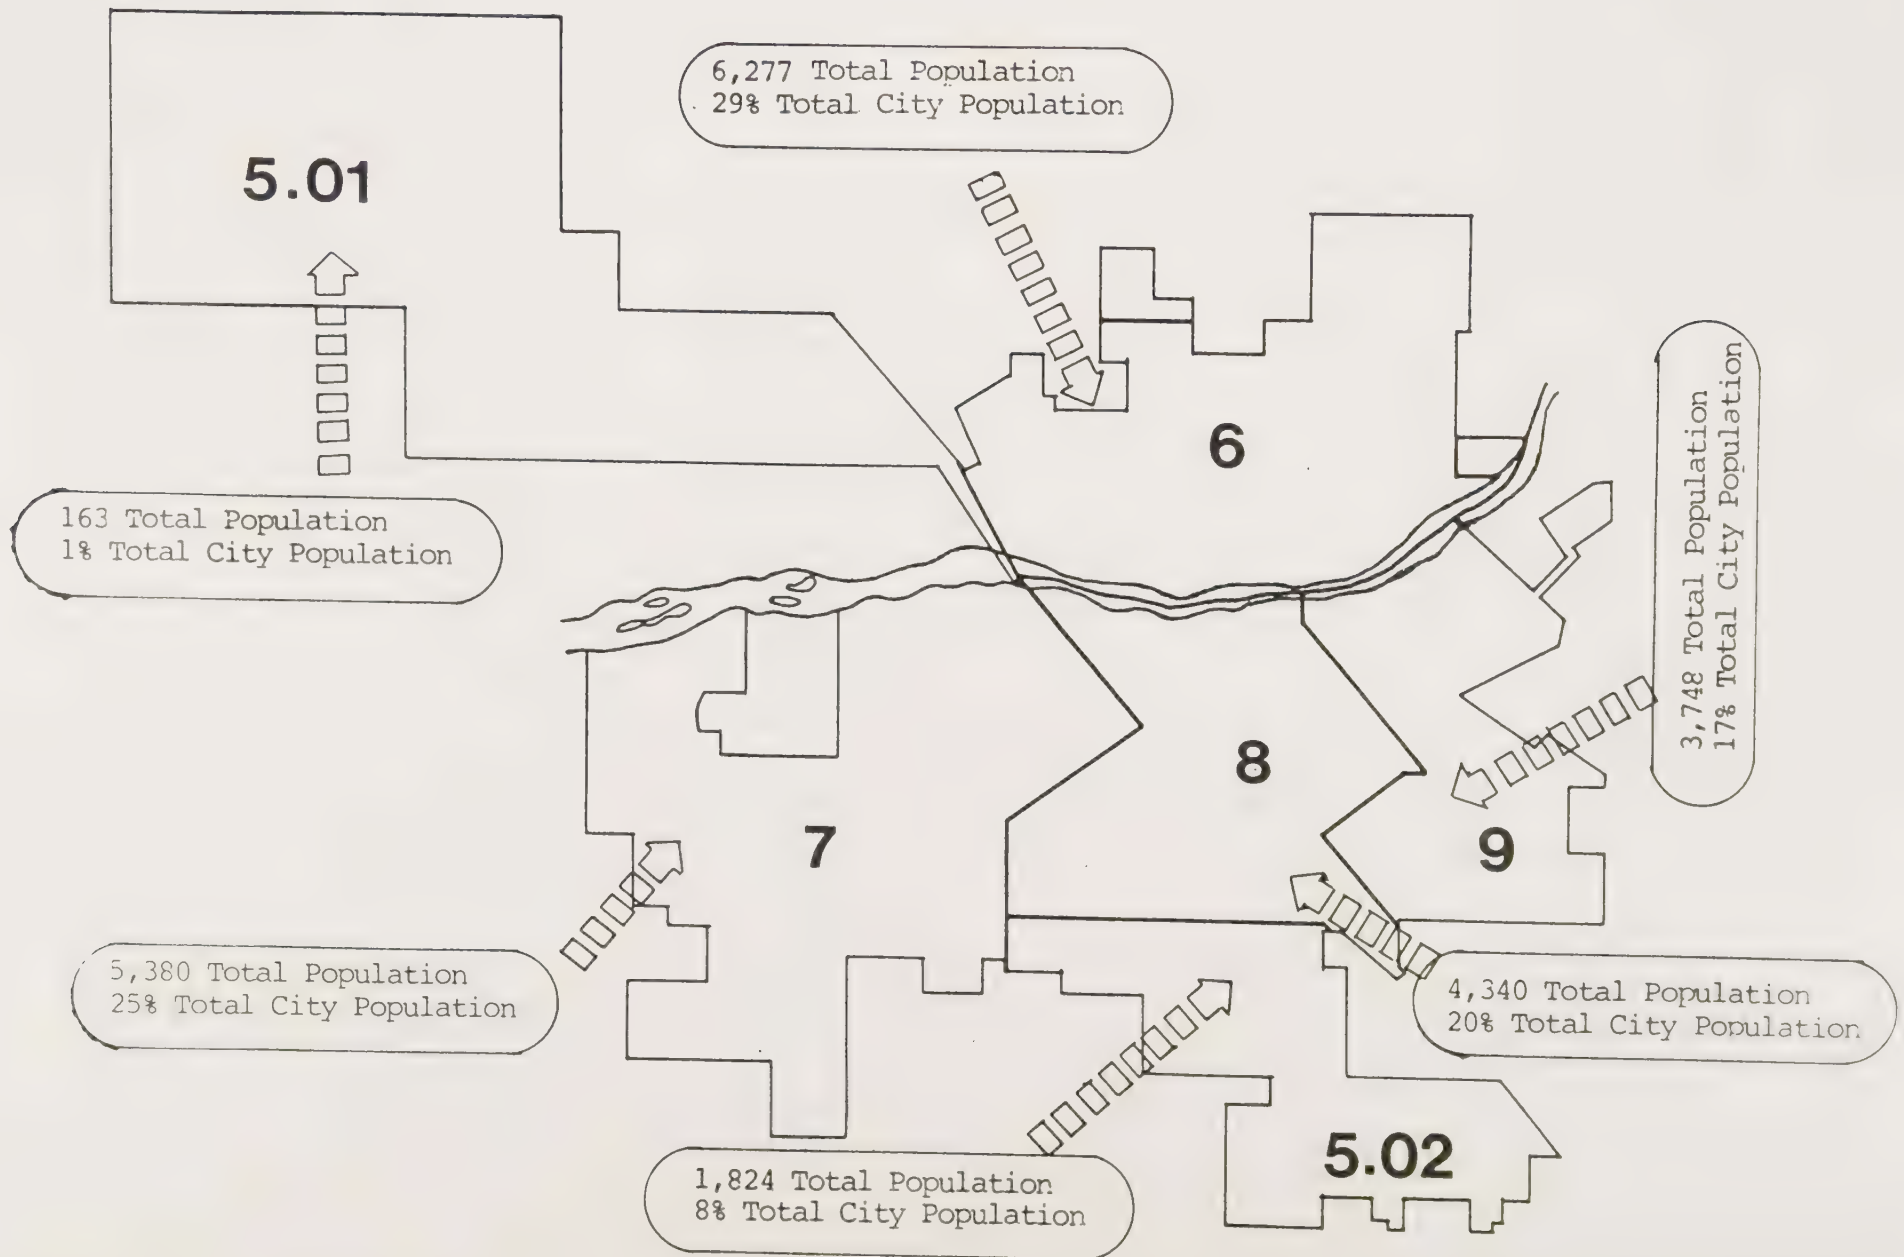 6,277 Total Population
29% Total City Population
5.01
6
3,748 Total Population
17% Total City Population
163 Total Population
1% Total City Population
8
7
9
5,380 Total Population
25% Total City Population
4,340 Total Population
20% Total City Population
5.02
1,824 Total Population
8% Total City Population